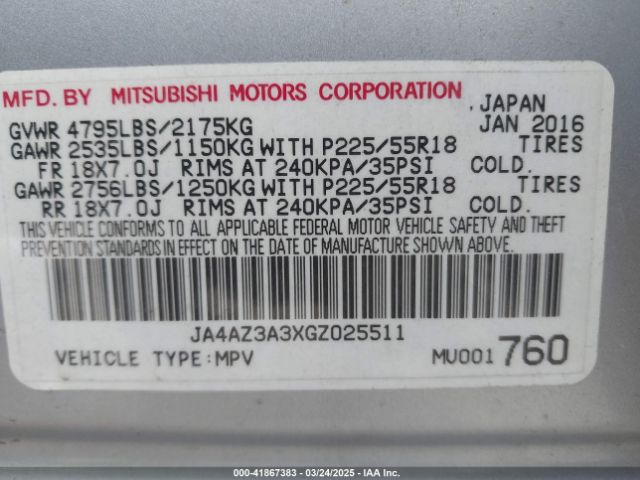 MFD. BY MITSUBISHI MOTORS CORPORATION, JAPAN
GVWR 4795LBS/2175KG JAN 2016
GAWR 2535LBS/1150KG WITH P225/55R18 TIRES
FR 18X7.0J RIMS AT 240KPA/35PSI COLD.
GAWR 2756LBS/1250KG WITH P225/55R18 TIRES
RR 18X7.0J RIMS AT 240KPA/35PSI COLD.
THIS VEHICLE CONFORMS TO ALL APPLICABLE FEDERAL MOTOR VEHICLE SAFETY AND THEFT
PREVENTION STANDARDS IN EFFECT ON THE DATE OF MANUFACTURE SHOWN ABOVE.
JA4AZ3A3XGZ025511
VEHICLE TYPE:MPV MU001 760
© STOCK# - 41867383 - 03/24/2025 - IAA Inc.